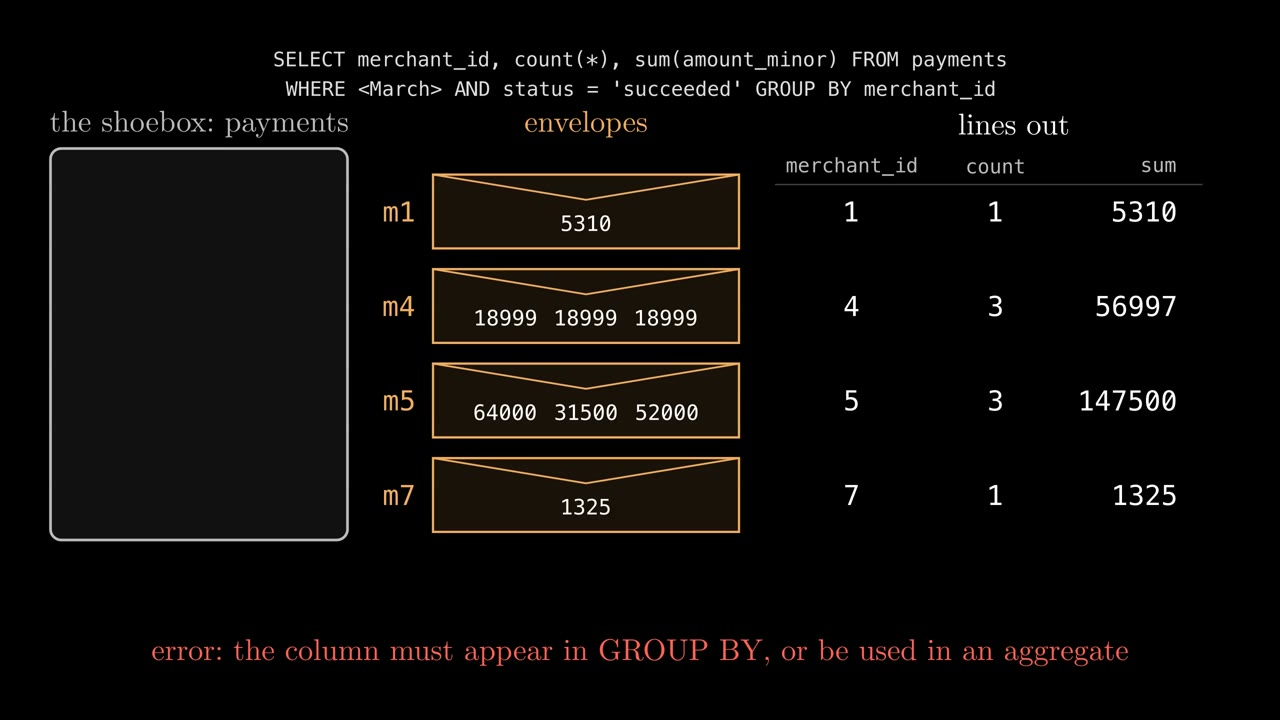 SELECT merchant_id, count(*), sum(amount_minor) FROM payments
WHERE <March> AND status = 'succeeded' GROUP BY merchant_id
the shoebox: payments
envelopes
lines out
merchant_id count sum
m1 5310 1 1 5310
m4 18999 18999 18999 4 3 56997
m5 64000 31500 52000 5 3 147500
m7 1325 7 1 1325
error: the column must appear in GROUP BY, or be used in an aggregate